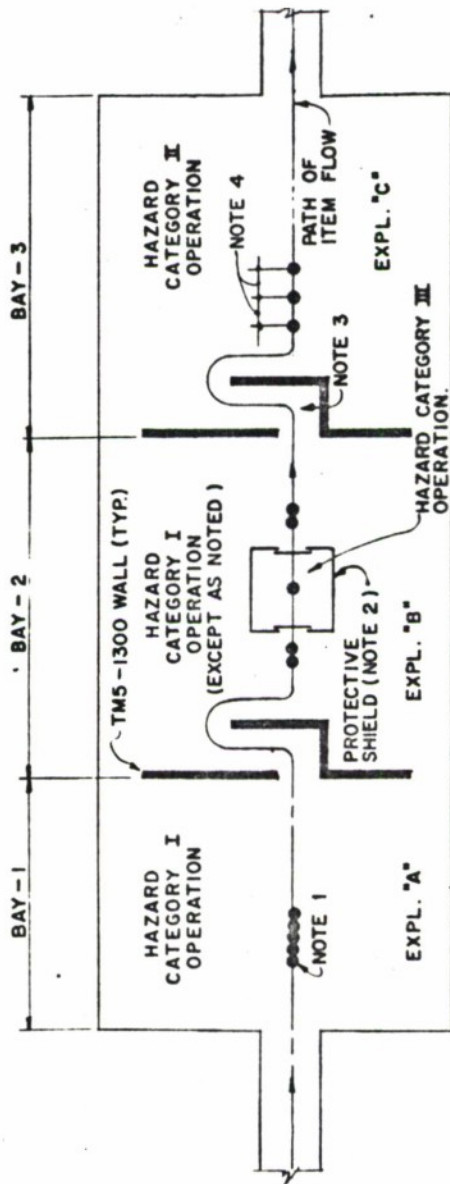 BAY-1
BAY-2
BAY-3
TM5-1300 WALL (TYP.)
HAZARD
CATEGORY I
OPERATION
HAZARD
CATEGORY I
OPERATION
(EXCEPT AS NOTED)
HAZARD
CATEGORY II
OPERATION
NOTE 4
NOTE 1
PROTECTIVE
SHIELD (NOTE 2)
NOTE 3
PATH OF
ITEM FLOW
HAZARD CATEGORY III
OPERATION.
EXPL. "A"
EXPL. "B"
EXPL. "C"